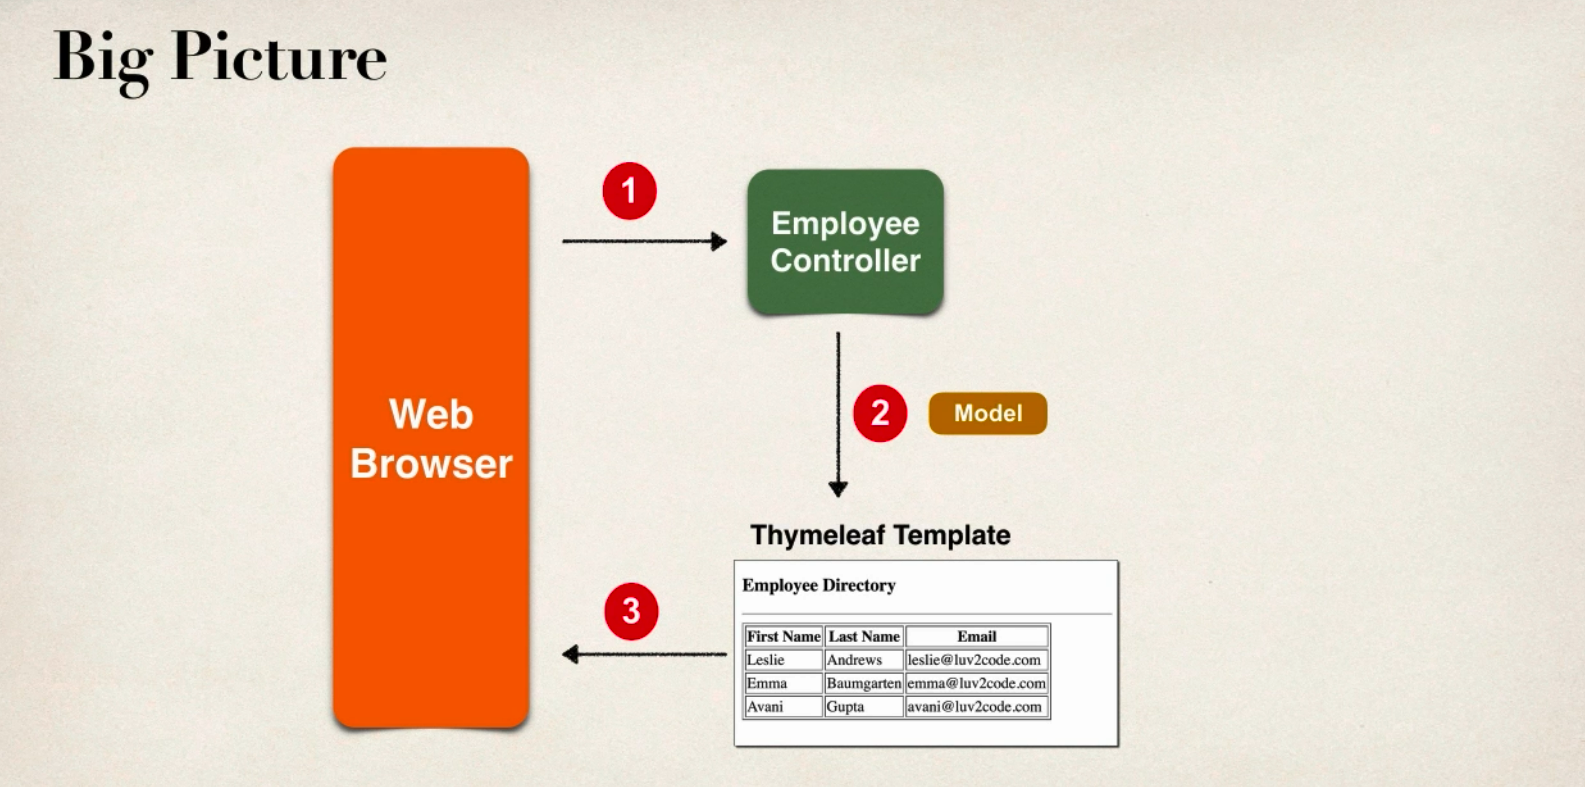 Big Picture
1
Employee
Controller
Web
Browser
2
Model
Thymeleaf Template
3
Employee Directory
First Name Last Name Email
Leslie Andrews leslie@luv2code.com
Emma Baumgarten emma@luv2code.com
Avani Gupta avani@luv2code.com